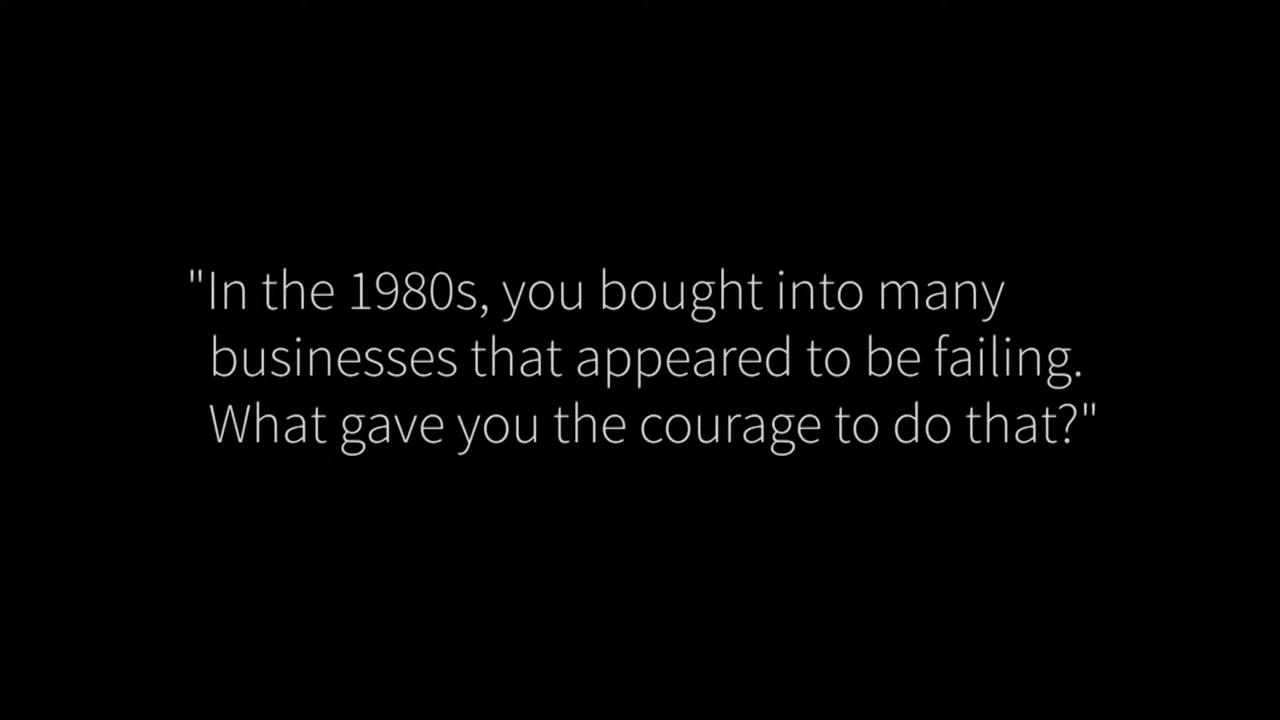 "In the 1980s, you bought into many
businesses that appeared to be failing.
What gave you the courage to do that?"